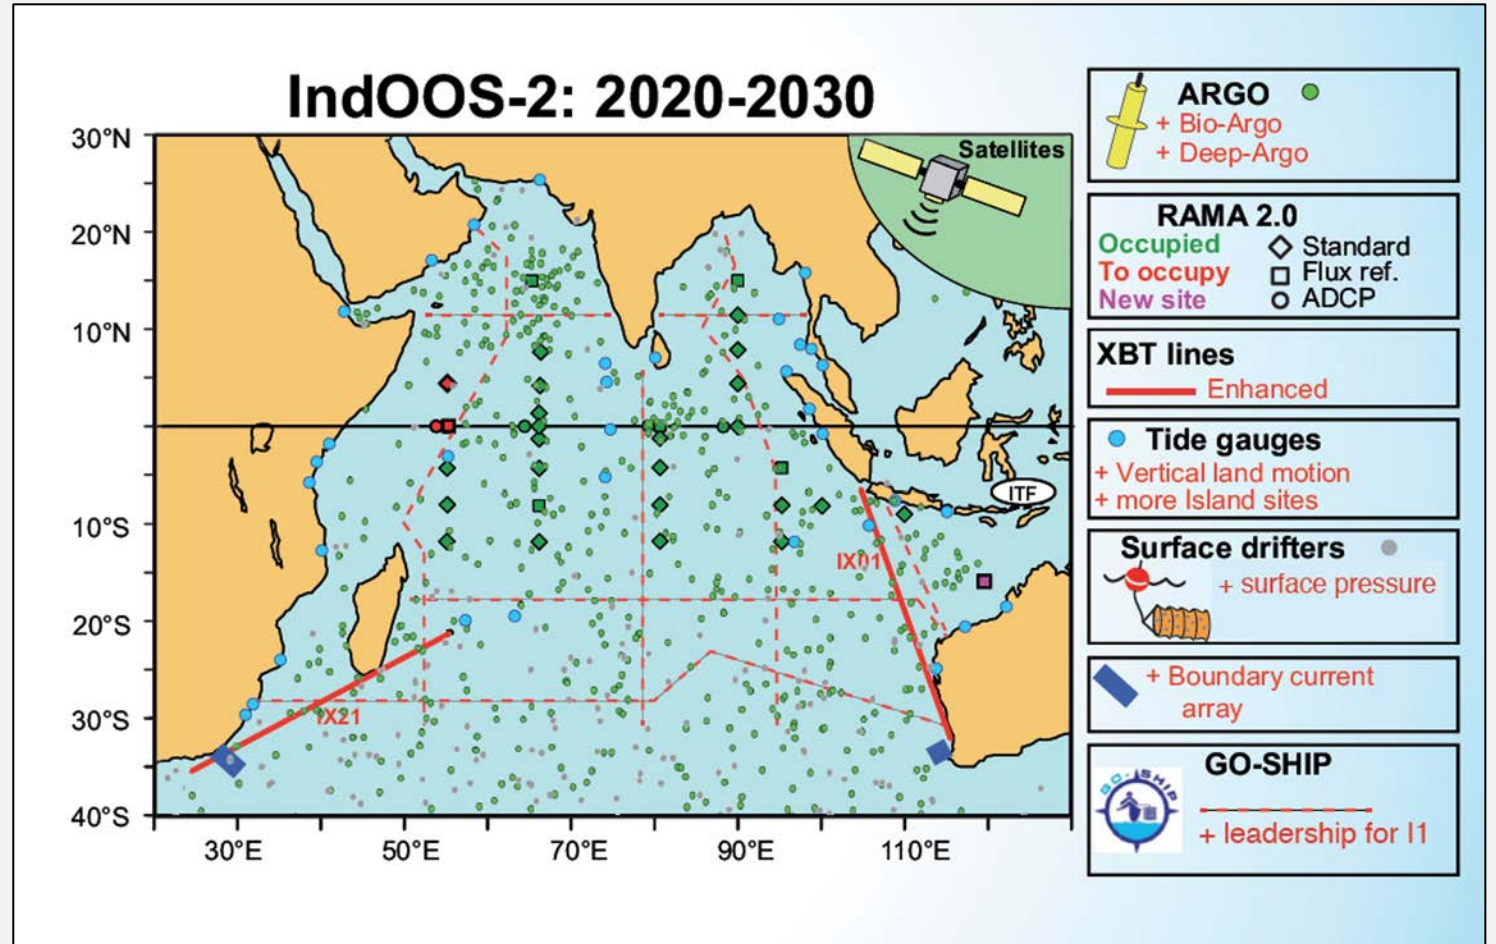 IndOOS-2: 2020-2030
30°N
20°N
10°N
10°S
20°S
30°S
40°S
30°E
50°E
70°E
90°E
110°E
Satellites
ITF
IX01
IX21
ARGO
+ Bio-Argo
+ Deep-Argo
RAMA 2.0
Occupied
Standard
To occupy
Flux ref.
New site
ADCP
XBT lines
Enhanced
Tide gauges
+ Vertical land motion
+ more Island sites
Surface drifters
+ surface pressure
+ Boundary current
array
GO-SHIP
GO-SHIP
+ leadership for I1